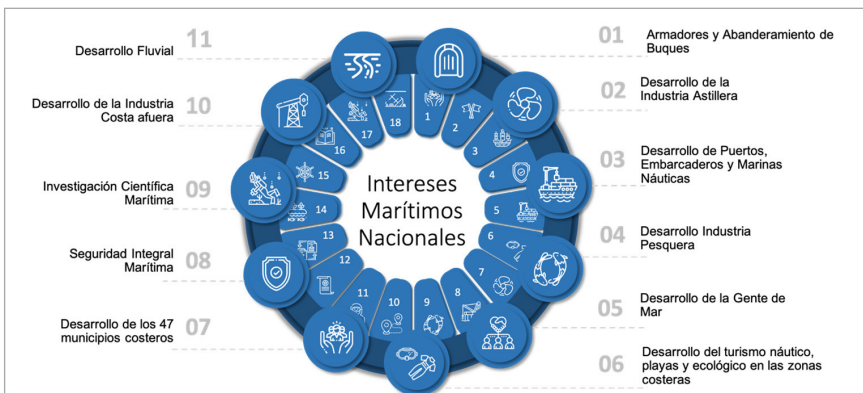 11
Desarrollo Fluvial
10
Desarrollo de la Industria
Costa afuera
09
Investigación Científica
Marítima
08
Seguridad Integral
Marítima
07
Desarrollo de los 47
municipios costeros
Intereses
Marítimos
Nacionales
1
2
3
4
5
6
7
8
9
10
11
12
13
14
15
16
17
18
01
Armadores y Abanderamiento de
Buques
02
Desarrollo de la
Industria Astillera
03
Desarrollo de Puertos,
Embarcaderos y Marinas
Náuticas
04
Desarrollo Industria
Pesquera
05
Desarrollo de la Gente de
Mar
06
Desarrollo del turismo náutico,
playas y ecológico en las zonas
costeras